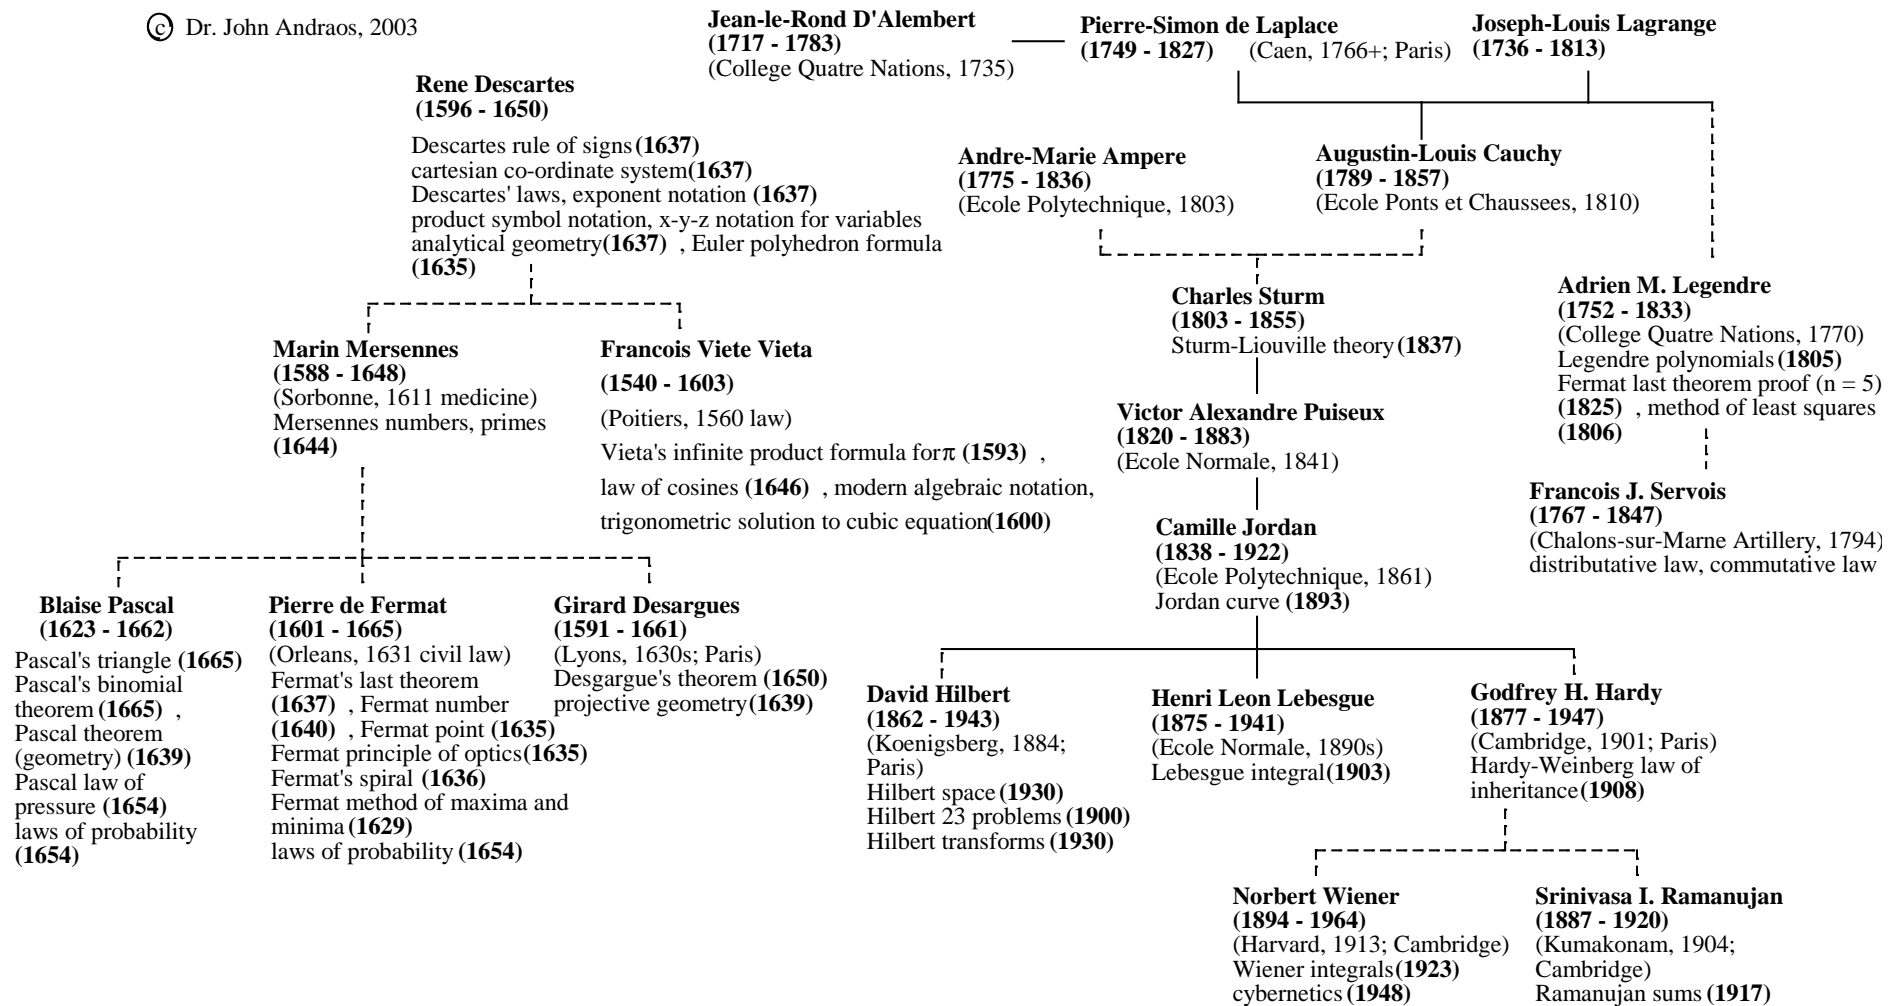 © Dr. John Andraos, 2003
Jean-le-Rond D'Alembert
(1717 - 1783)
(College Quatre Nations, 1735)
Pierre-Simon de Laplace
(1749 - 1827) (Caen, 1766+; Paris)
Joseph-Louis Lagrange
(1736 - 1813)
Rene Descartes
(1596 - 1650)
Descartes rule of signs (1637)
cartesian co-ordinate system (1637)
Descartes' laws, exponent notation (1637)
product symbol notation, x-y-z notation for variables
analytical geometry (1637) , Euler polyhedron formula
(1635)
Andre-Marie Ampere
(1775 - 1836)
(Ecole Polytechnique, 1803)
Augustin-Louis Cauchy
(1789 - 1857)
(Ecole Ponts et Chaussees, 1810)
Charles Sturm
(1803 - 1855)
Sturm-Liouville theory (1837)
Adrien M. Legendre
(1752 - 1833)
(College Quatre Nations, 1770)
Legendre polynomials (1805)
Fermat last theorem proof (n = 5)
(1825) , method of least squares
(1806)
Marin Mersennes
(1588 - 1648)
(Sorbonne, 1611 medicine)
Mersennes numbers, primes
(1644)
Francois Viete Vieta
(1540 - 1603)
(Poitiers, 1560 law)
Vieta's infinite product formula for π (1593) ,
law of cosines (1646) , modern algebraic notation,
trigonometric solution to cubic equation (1600)
Victor Alexandre Puiseux
(1820 - 1883)
(Ecole Normale, 1841)
Francois J. Servois
(1767 - 1847)
(Chalons-sur-Marne Artillery, 1794)
distributative law, commutative law
Camille Jordan
(1838 - 1922)
(Ecole Polytechnique, 1861)
Jordan curve (1893)
Blaise Pascal
(1623 - 1662)
Pascal's triangle (1665)
Pascal's binomial
theorem (1665) ,
Pascal theorem
(geometry) (1639)
Pascal law of
pressure (1654)
laws of probability
(1654)
Pierre de Fermat
(1601 - 1665)
(Orleans, 1631 civil law)
Fermat's last theorem
(1637) , Fermat number
(1640) , Fermat point (1635)
Fermat principle of optics (1635)
Fermat's spiral (1636)
Fermat method of maxima and
minima (1629)
laws of probability (1654)
Girard Desargues
(1591 - 1661)
(Lyons, 1630s; Paris)
Desgargue's theorem (1650)
projective geometry (1639)
David Hilbert
(1862 - 1943)
(Koenigsberg, 1884;
Paris)
Hilbert space (1930)
Hilbert 23 problems (1900)
Hilbert transforms (1930)
Henri Leon Lebesgue
(1875 - 1941)
(Ecole Normale, 1890s)
Lebesgue integral (1903)
Godfrey H. Hardy
(1877 - 1947)
(Cambridge, 1901; Paris)
Hardy-Weinberg law of
inheritance (1908)
Norbert Wiener
(1894 - 1964)
(Harvard, 1913; Cambridge)
Wiener integrals (1923)
cybernetics (1948)
Srinivasa I. Ramanujan
(1887 - 1920)
(Kumakonam, 1904;
Cambridge)
Ramanujan sums (1917)